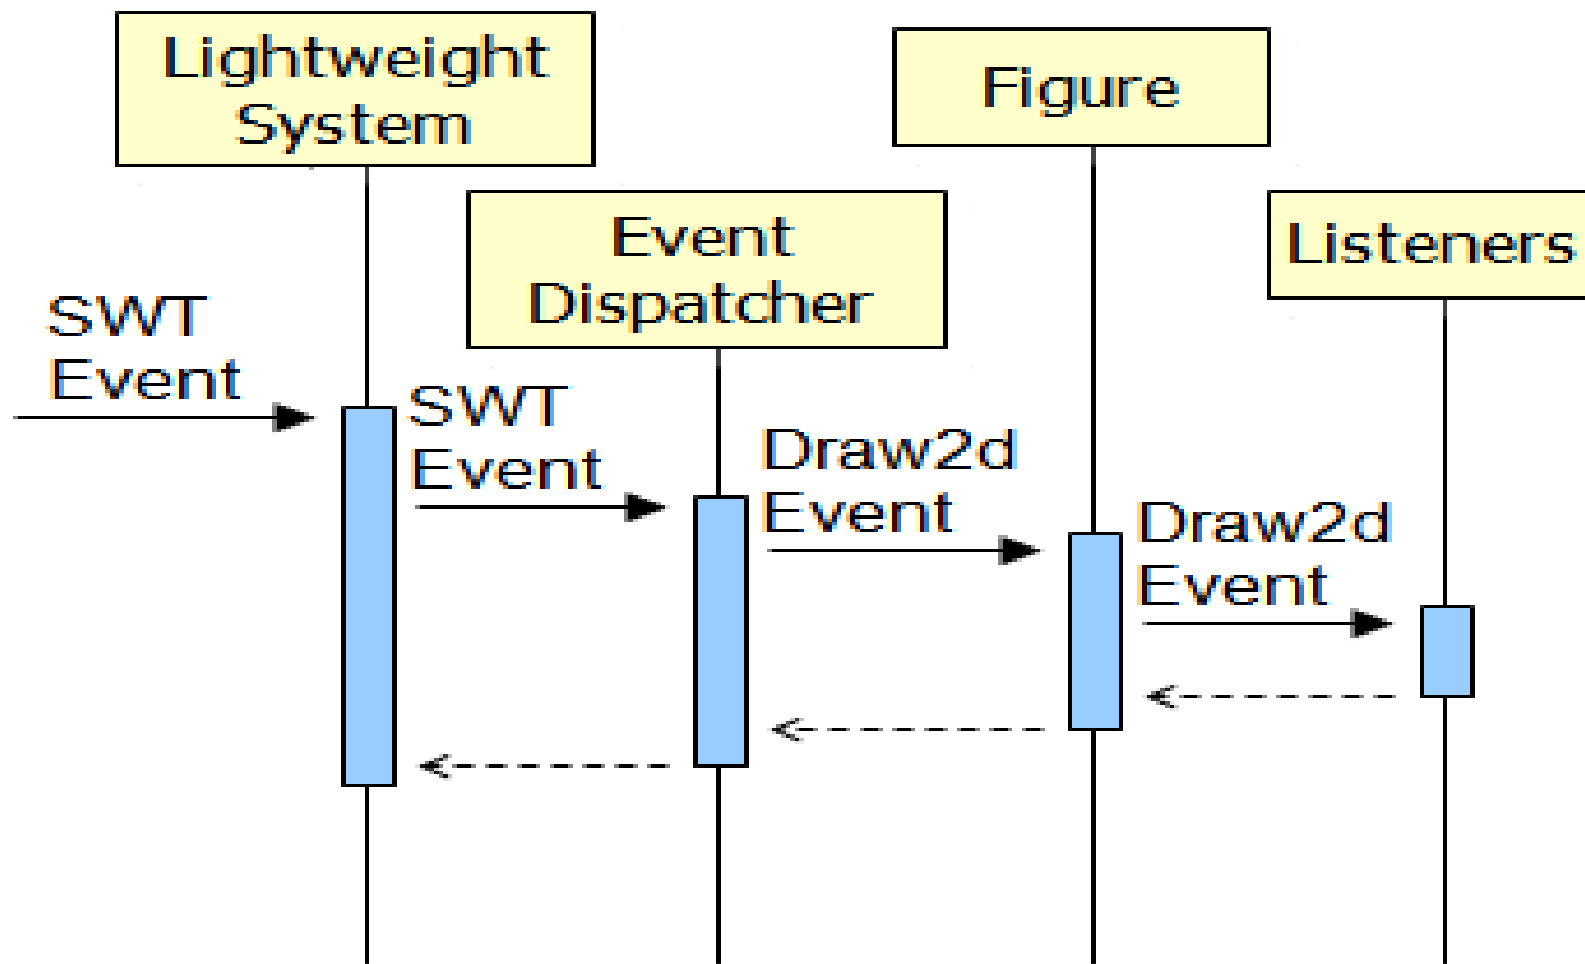 Lightweight
System
Figure
Event
Dispatcher
Listeners
SWT
Event
SWT
Event
Draw2d
Event
Draw2d
Event